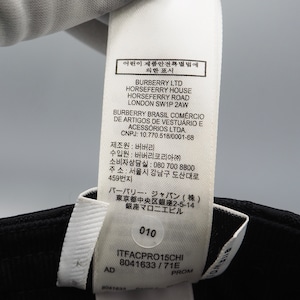 어린이 제품안전특별법에
의한 표시
BURBERRY LTD
HORSEFERRY HOUSE
HORSEFERRY ROAD
LONDON SW1P 2AW
BURBERRY BRASIL COMÉRCIO
DE ARTIGOS DE VESTUÁRIO E
ACESSÓRIOS LTDA.
CNPJ: 10.770.518/0001-68
제조원 : 버버리
수입원 : 버버리코리아㈜
소비자 상담실 : 080 700 8800
주소 : 서울시 강남구 도산대로
459번지
バーバリー・ジャパン(株)
東京都中央区銀座2-5-14
銀座マロニエビル
010
ITFACPRO15CHI
8041633 / 71E
AD PRDM